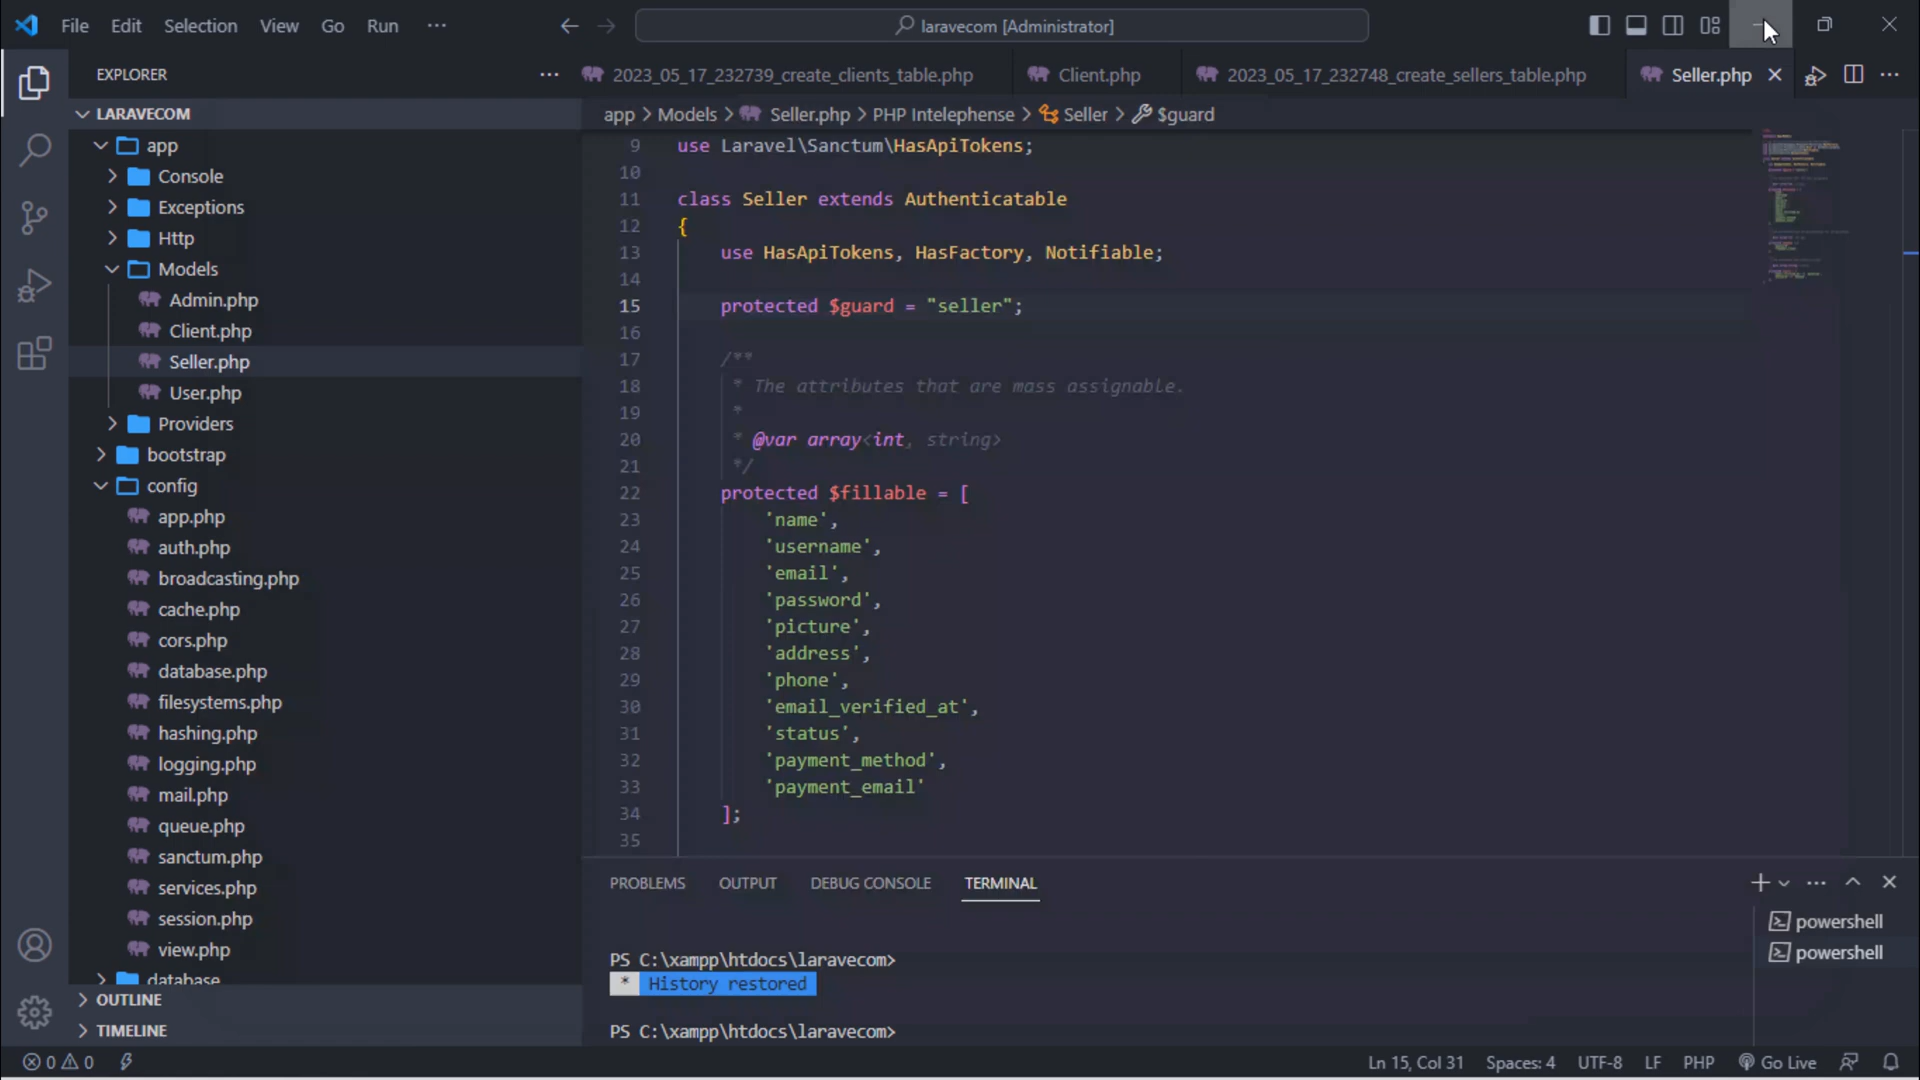 File Edit Selection View Go Run ···
laravecom [Administrator]
EXPLORER
LARAVECOM
app
Console
Exceptions
Http
Models
Admin.php
Client.php
Seller.php
User.php
Providers
bootstrap
config
app.php
auth.php
broadcasting.php
cache.php
cors.php
database.php
filesystems.php
hashing.php
logging.php
mail.php
queue.php
sanctum.php
services.php
session.php
view.php
database
OUTLINE
TIMELINE
2023_05_17_232739_create_clients_table.php Client.php 2023_05_17_232748_create_sellers_table.php Seller.php
app > Models > Seller.php > PHP Intelephense > Seller > $guard
9 use Laravel\Sanctum\HasApiTokens;
10
11 class Seller extends Authenticatable
12 {
13 use HasApiTokens, HasFactory, Notifiable;
14
15 protected $guard = "seller";
16
17 /**
18 * The attributes that are mass assignable.
19 *
20 * @var array<int, string>
21 */
22 protected $fillable = [
23 'name',
24 'username',
25 'email',
26 'password',
27 'picture',
28 'address',
29 'phone',
30 'email_verified_at',
31 'status',
32 'payment_method',
33 'payment_email'
34 ];
35
PROBLEMS OUTPUT DEBUG CONSOLE TERMINAL
PS C:\xampp\htdocs\laravecom>
* History restored
PS C:\xampp\htdocs\laravecom>
powershell
powershell
0 0
Ln 15, Col 31 Spaces: 4 UTF-8 LF PHP Go Live